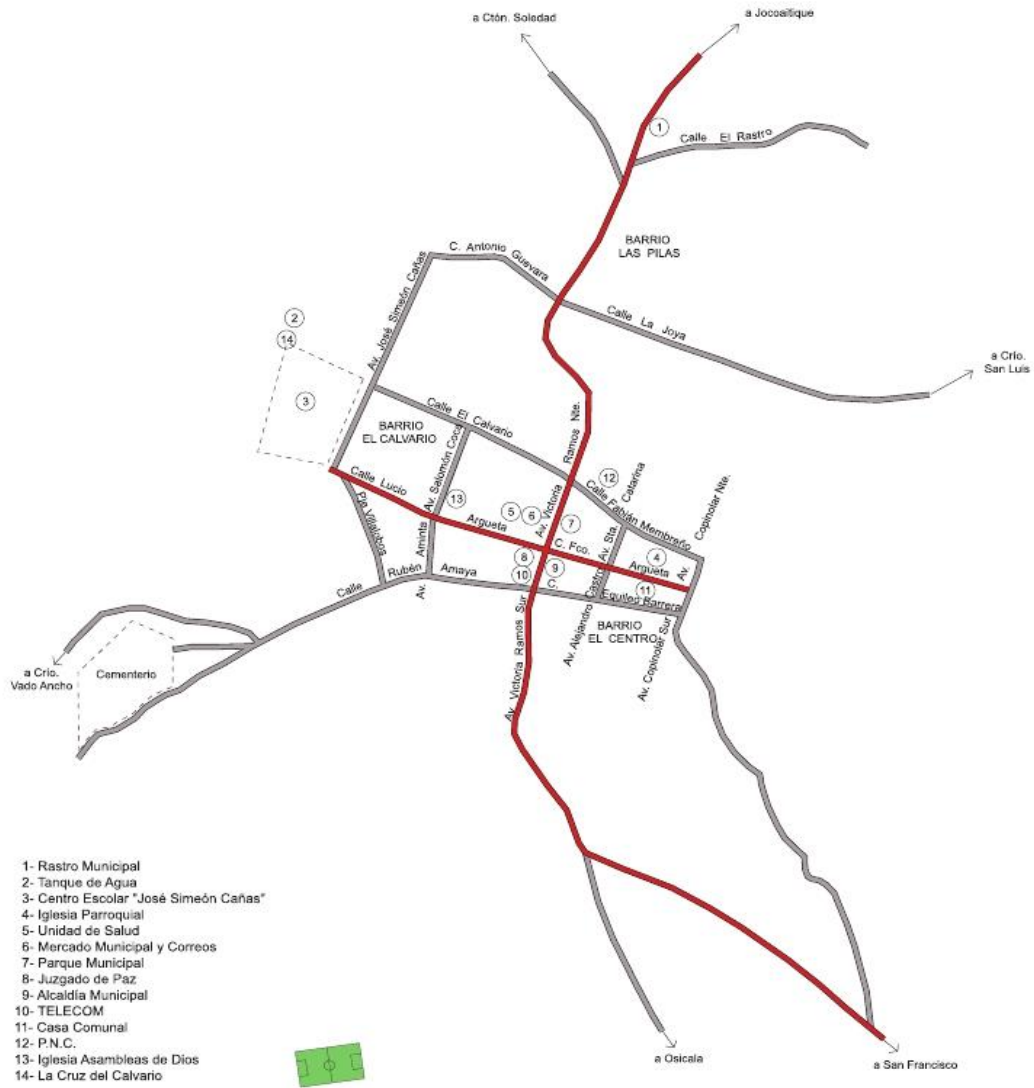 a Ctón. Soledad
a Jocoaitique
1
Calle El Rastro
BARRIO
LAS PILAS
C. Antonio Guevara
Av. José Simeón Cañas
Calle La Joya
2
14
3
a Crío.
San Luis
Calle El Calvario
BARRIO
EL CALVARIO
Ramos Nte.
Av. Victoria
12
Catarina
Av. Sta.
Calle Fabián Membreño
Copinolar Nte.
Av.
Calle Lucio
Argueta
Av. Salomón Coca
13
5
6
7
C. Fco.
Argueta
4
Pje Villalobos
Aminta
Av.
8
9
10
11
Calle Rubén Amaya
C. Equileo Barrera
BARRIO
EL CENTRO
Av. Alejandro Castro
Av. Copinolar Sur
Av. Victoria Ramos Sur
a Crío.
Vado Ancho
Cementerio
1- Rastro Municipal
2- Tanque de Agua
3- Centro Escolar "José Simeón Cañas"
4- Iglesia Parroquial
5- Unidad de Salud
6- Mercado Municipal y Correos
7- Parque Municipal
8- Juzgado de Paz
9- Alcaldía Municipal
10- TELECOM
11- Casa Comunal
12- P.N.C.
13- Iglesia Asambleas de Dios
14- La Cruz del Calvario
a Osicala
a San Francisco